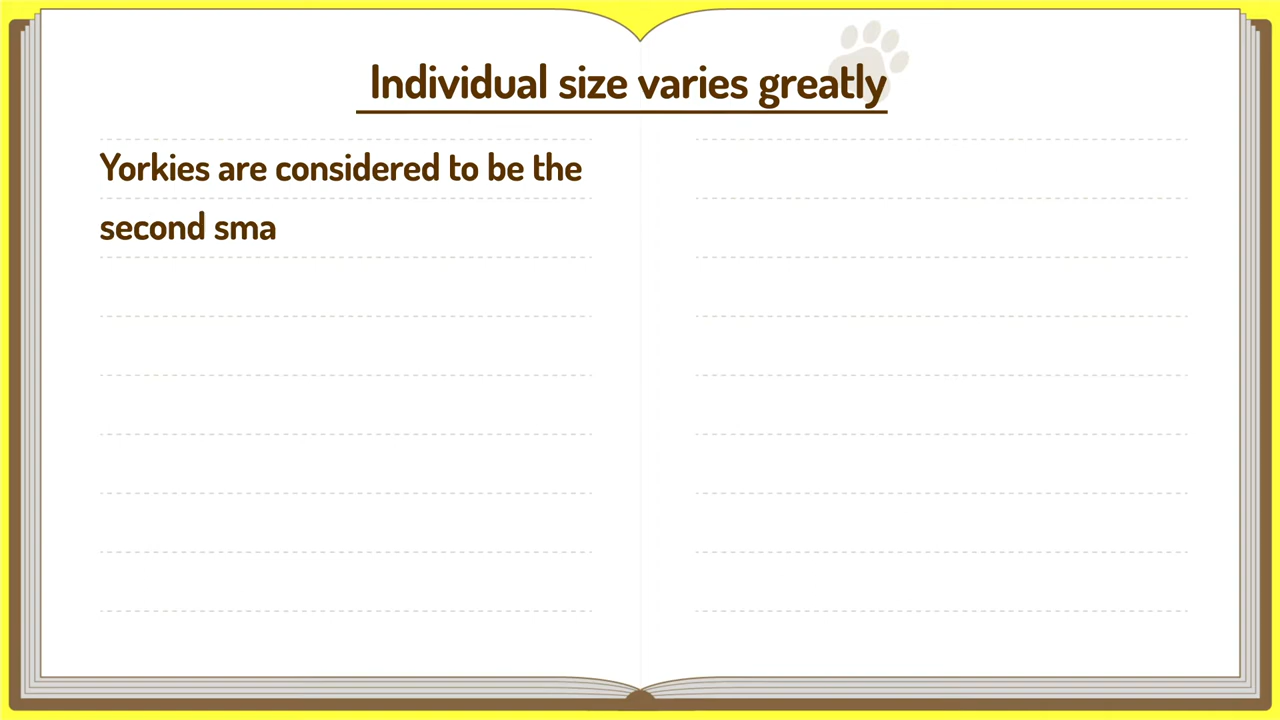 Individual size varies greatly
Yorkies are considered to be the
second sma